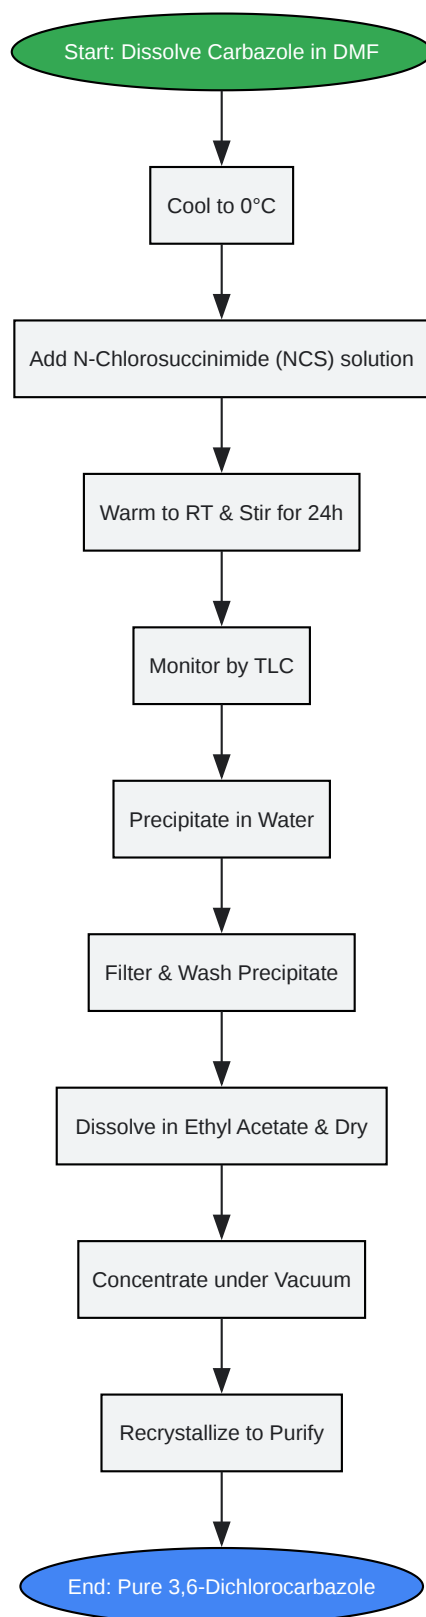 Start: Dissolve Carbazole in DMF
Cool to 0°C
Add N-Chlorosuccinimide (NCS) solution
Warm to RT & Stir for 24h
Monitor by TLC
Precipitate in Water
Filter & Wash Precipitate
Dissolve in Ethyl Acetate & Dry
Concentrate under Vacuum
Recrystallize to Purify
End: Pure 3,6-Dichlorocarbazole